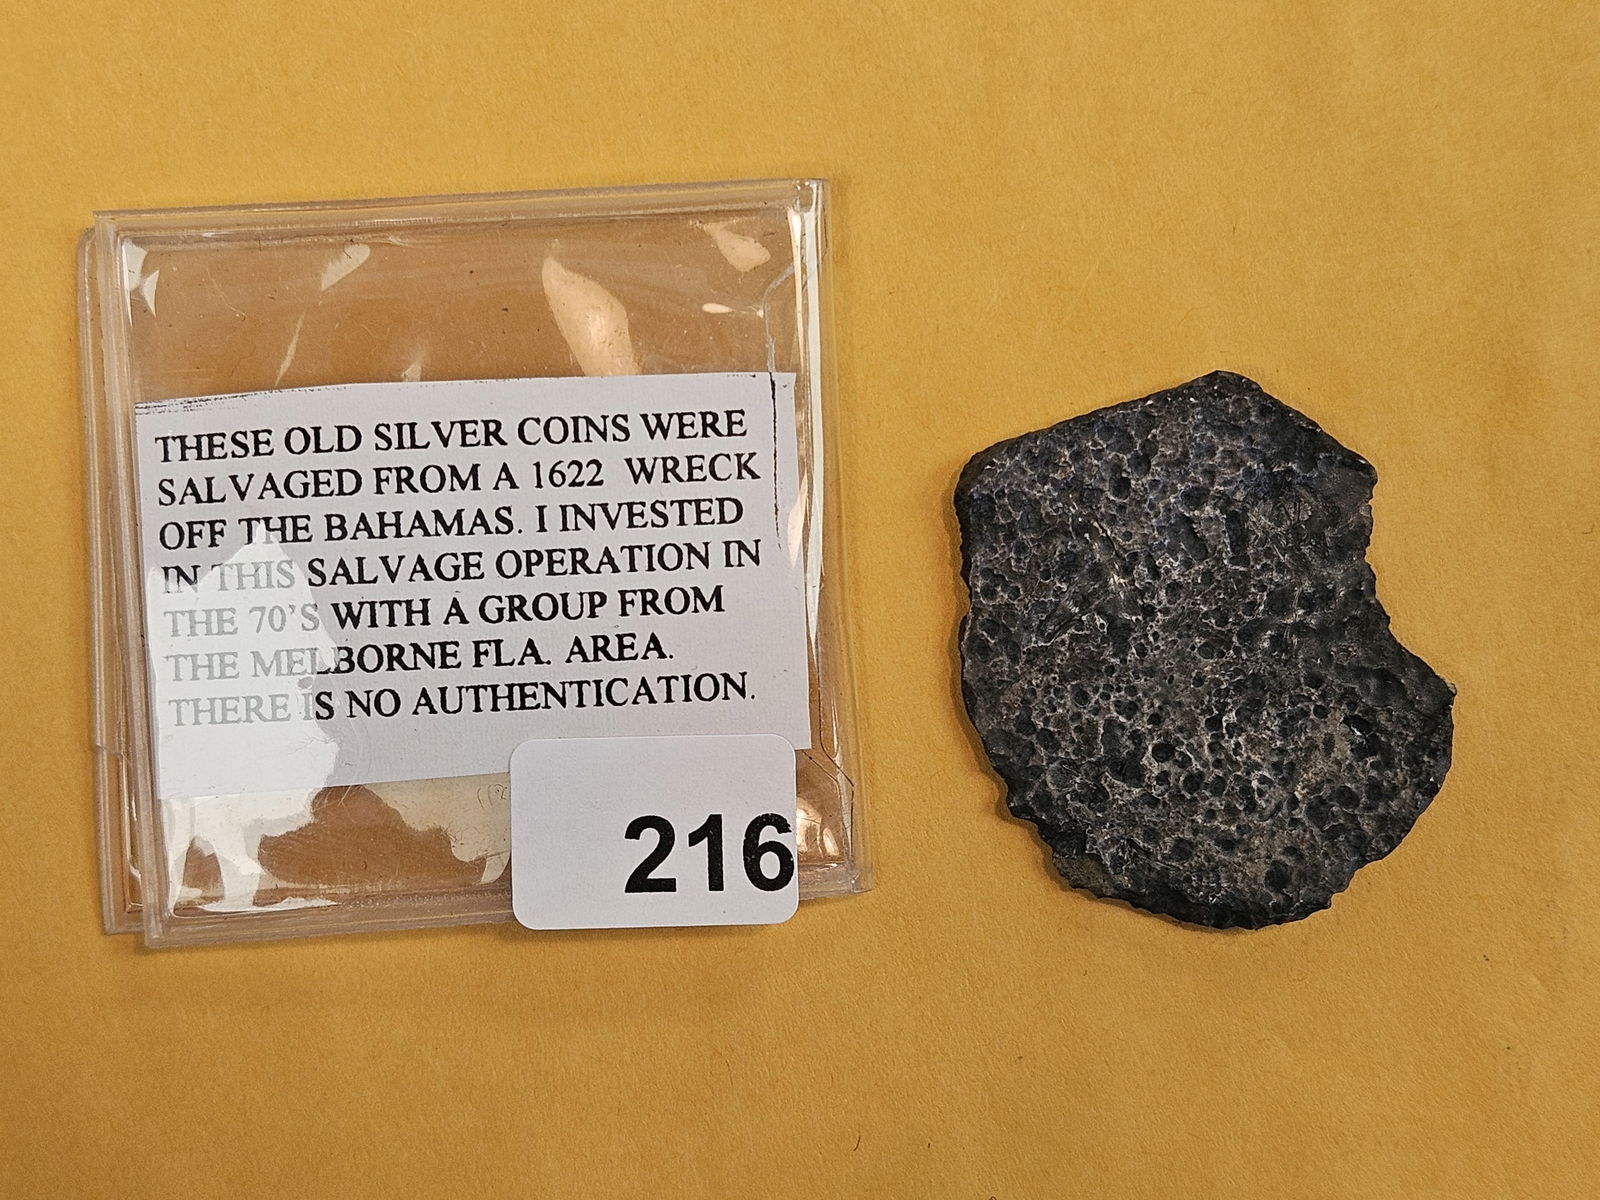 THESE OLD SILVER COINS WERE
SALVAGED FROM A 1622 WRECK
OFF THE BAHAMAS. I INVESTED
IN THIS SALVAGE OPERATION IN
THE 70'S WITH A GROUP FROM
THE MELBORNE FLA. AREA.
THERE IS NO AUTHENTICATION.
216